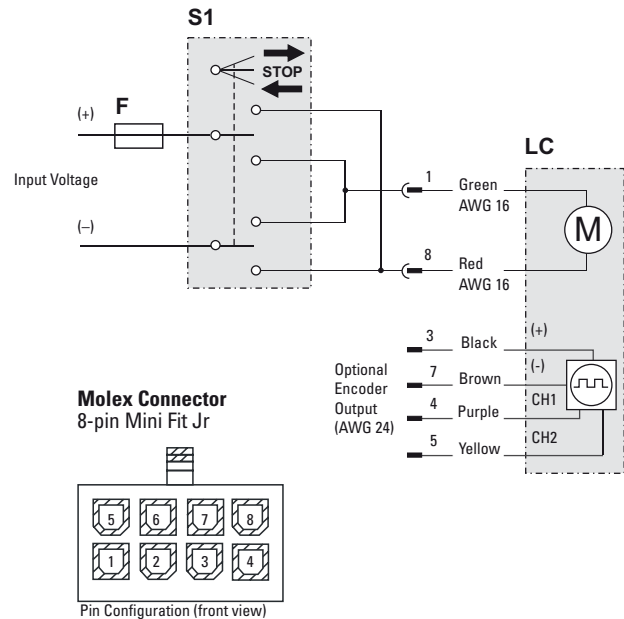 S1
STOP
F
(+)
Input Voltage
(–)
LC
1
Green
AWG 16
M
8
Red
AWG 16
3
Black
(+)
7
Brown
(-)
4
Purple
CH1
5
Yellow
CH2
Optional
Encoder
Output
(AWG 24)
Molex Connector
8-pin Mini Fit Jr
5 6 7 8
1 2 3 4
Pin Configuration (front view)